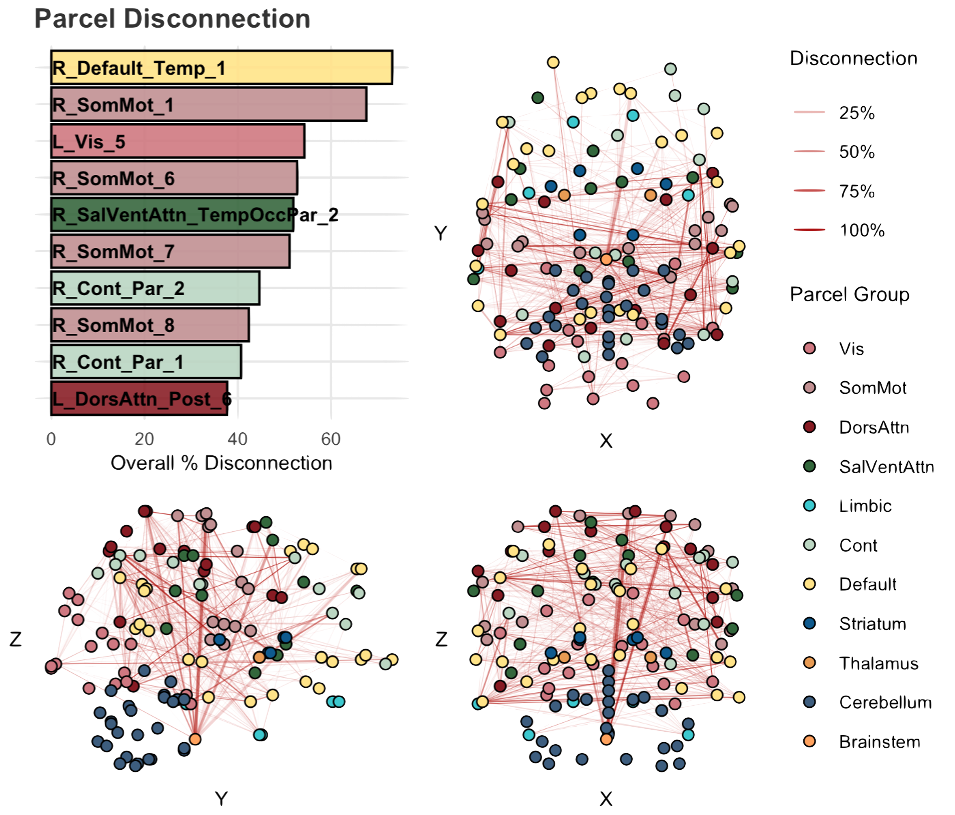 Parcel Disconnection
R_Default_Temp_1
R_SomMot_1
L_Vis_5
R_SomMot_6
R_SalVentAttn_TempOccPar_2
R_SomMot_7
R_Cont_Par_2
R_SomMot_8
R_Cont_Par_1
L_DorsAttn_Post_6
0 20 40 60
Overall % Disconnection
Y
X
Disconnection
25%
50%
75%
100%
Parcel Group
Vis
SomMot
DorsAttn
SalVentAttn
Limbic
Cont
Default
Striatum
Thalamus
Cerebellum
Brainstem
Z
Y
Z
X